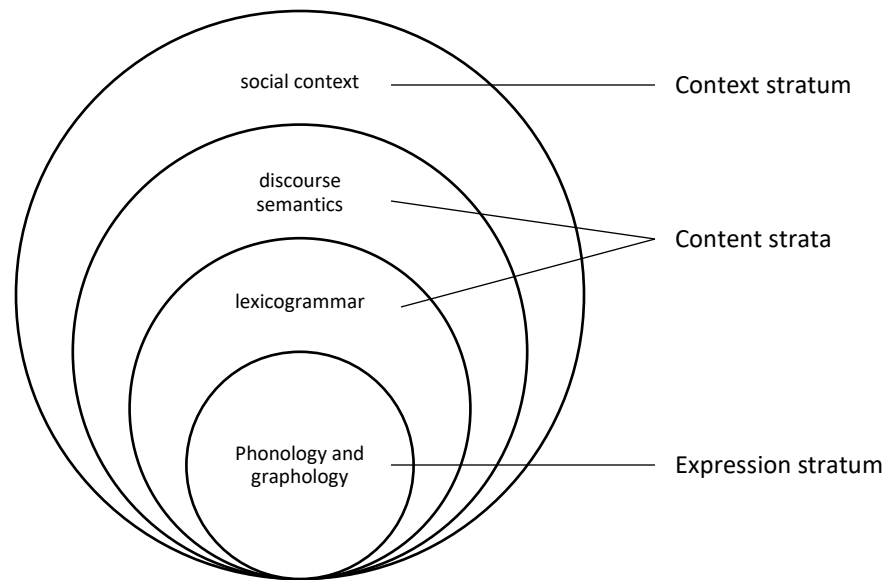 social context
Context stratum
discourse
semantics
Content strata
lexicogrammar
Phonology and
graphology
Expression stratum